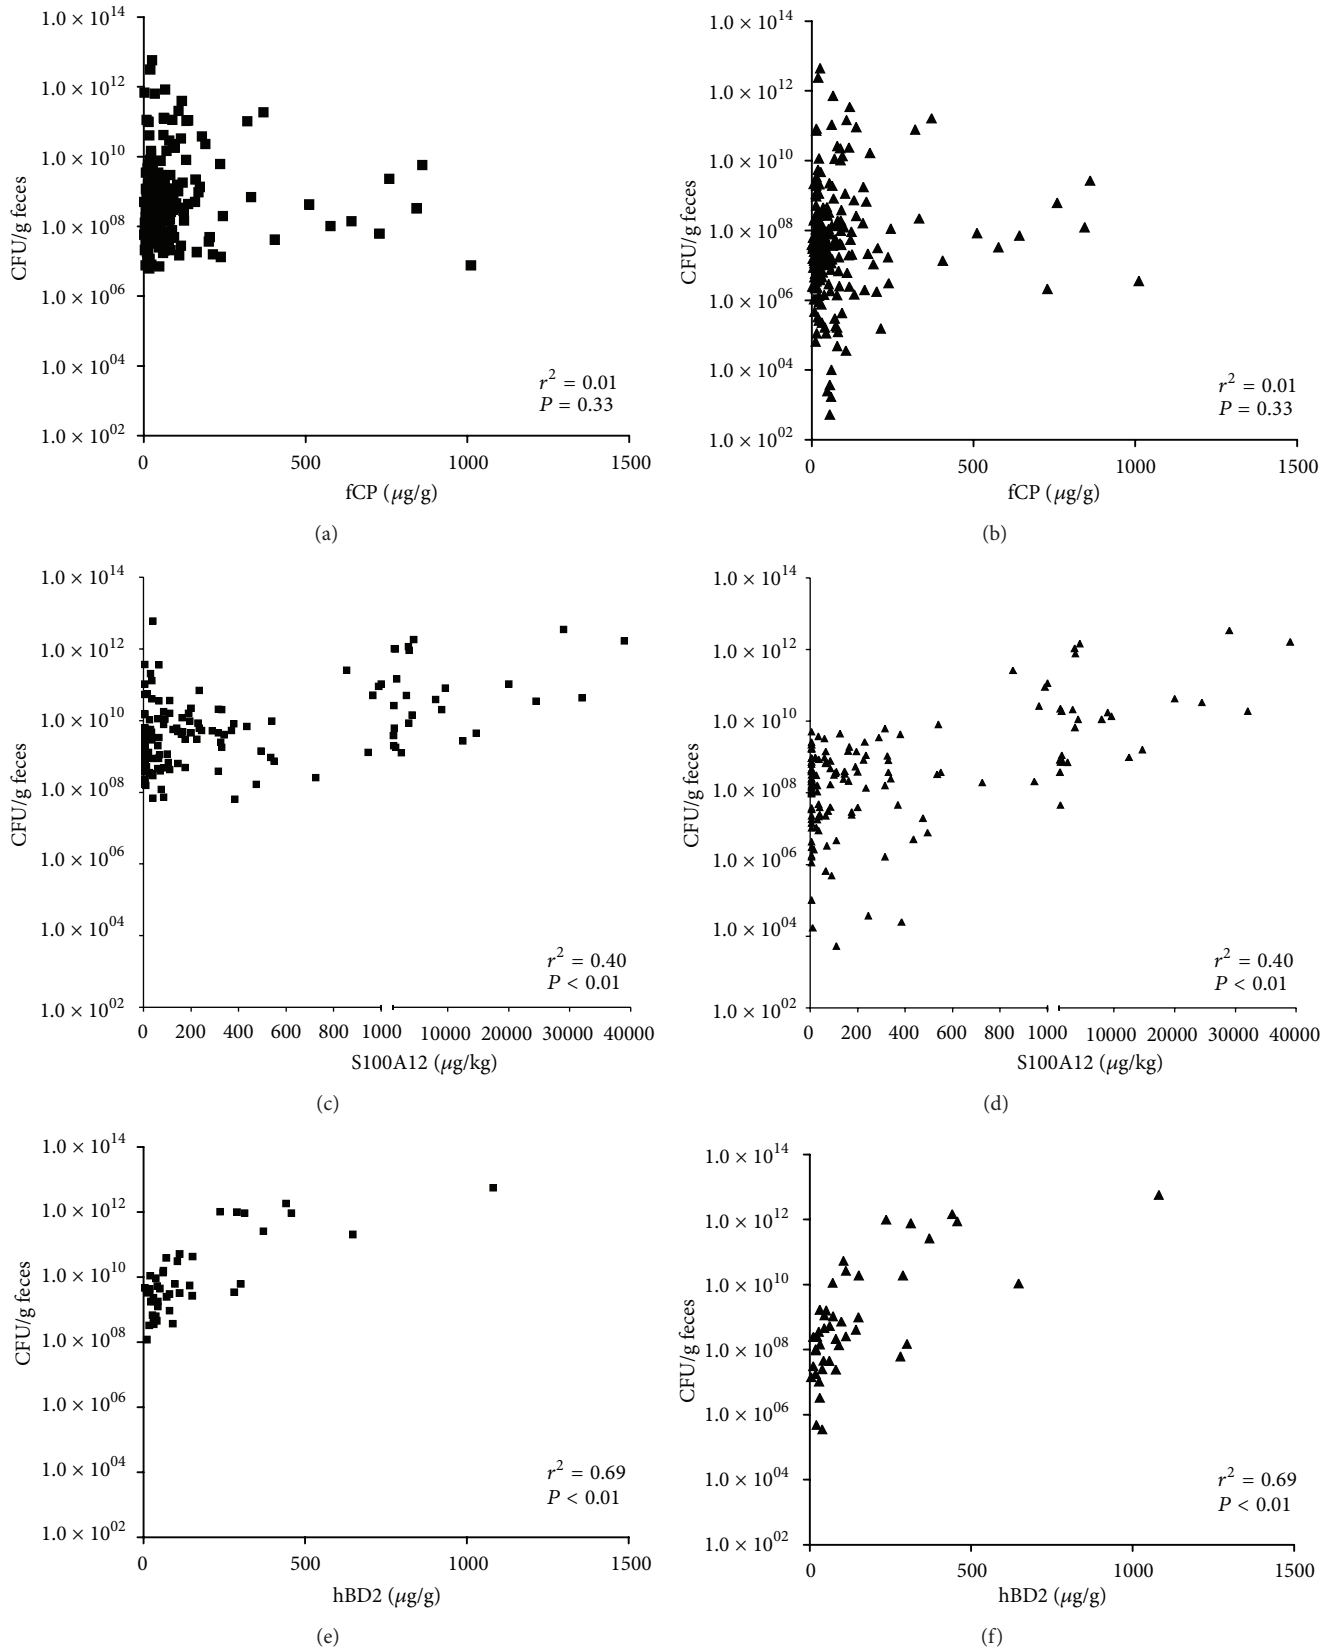 1.0 × 10^14
1.0 × 10^12
1.0 × 10^10
1.0 × 10^08
1.0 × 10^06
1.0 × 10^04
1.0 × 10^02
CFU/g feces
r^2 = 0.01
P = 0.33
0 500 1000 1500
fCP (μg/g)
(a)
1.0 × 10^14
1.0 × 10^12
1.0 × 10^10
1.0 × 10^08
1.0 × 10^06
1.0 × 10^04
1.0 × 10^02
CFU/g feces
r^2 = 0.01
P = 0.33
0 500 1000 1500
fCP (μg/g)
(b)
1.0 × 10^14
1.0 × 10^12
1.0 × 10^10
1.0 × 10^08
1.0 × 10^06
1.0 × 10^04
1.0 × 10^02
CFU/g feces
r^2 = 0.40
P < 0.01
0 200 400 600 800 1000 10000 20000 30000 40000
S100A12 (μg/kg)
(c)
1.0 × 10^14
1.0 × 10^12
1.0 × 10^10
1.0 × 10^08
1.0 × 10^06
1.0 × 10^04
1.0 × 10^02
CFU/g feces
r^2 = 0.40
P < 0.01
0 200 400 600 800 1000 10000 20000 30000 40000
S100A12 (μg/kg)
(d)
1.0 × 10^14
1.0 × 10^12
1.0 × 10^10
1.0 × 10^08
1.0 × 10^06
1.0 × 10^04
1.0 × 10^02
CFU/g feces
r^2 = 0.69
P < 0.01
0 500 1000 1500
hBD2 (μg/g)
(e)
1.0 × 10^14
1.0 × 10^12
1.0 × 10^10
1.0 × 10^08
1.0 × 10^06
1.0 × 10^04
1.0 × 10^02
CFU/g feces
r^2 = 0.69
P < 0.01
0 500 1000 1500
hBD2 (μg/g)
(f)